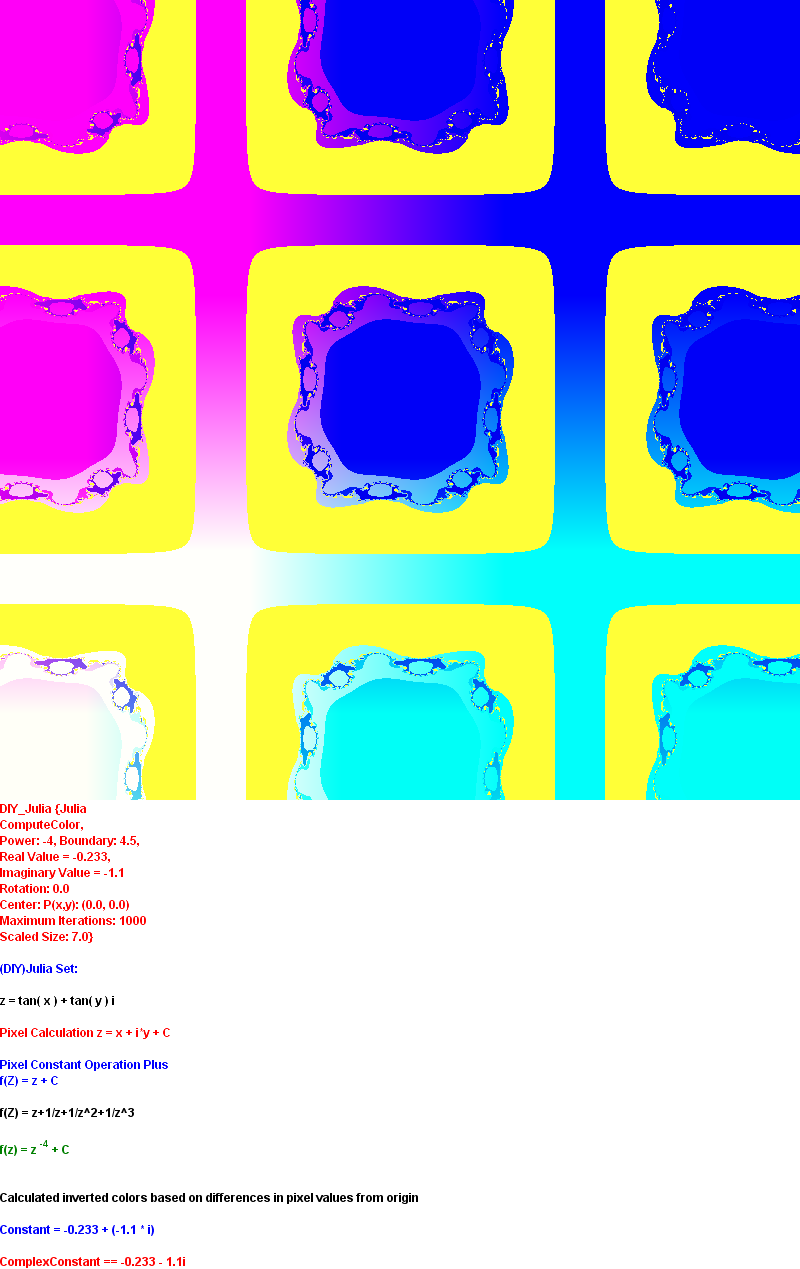 DIY_Julia {Julia
ComputeColor,
Power: -4, Boundary: 4.5,
Real Value = -0.233,
Imaginary Value = -1.1
Rotation: 0.0
Center: P(x,y): (0.0, 0.0)
Maximum Iterations: 1000
Scaled Size: 7.0}
(DIY)Julia Set:
z = tan( x ) + tan( y ) i
Pixel Calculation z = x + i*y + C
Pixel Constant Operation Plus
f(Z) = z + C
f(Z) = z+1/z+1/z^2+1/z^3
f(z) = z ⁻⁴ + C
Calculated inverted colors based on differences in pixel values from origin
Constant = -0.233 + (-1.1 * i)
ComplexConstant == -0.233 - 1.1i